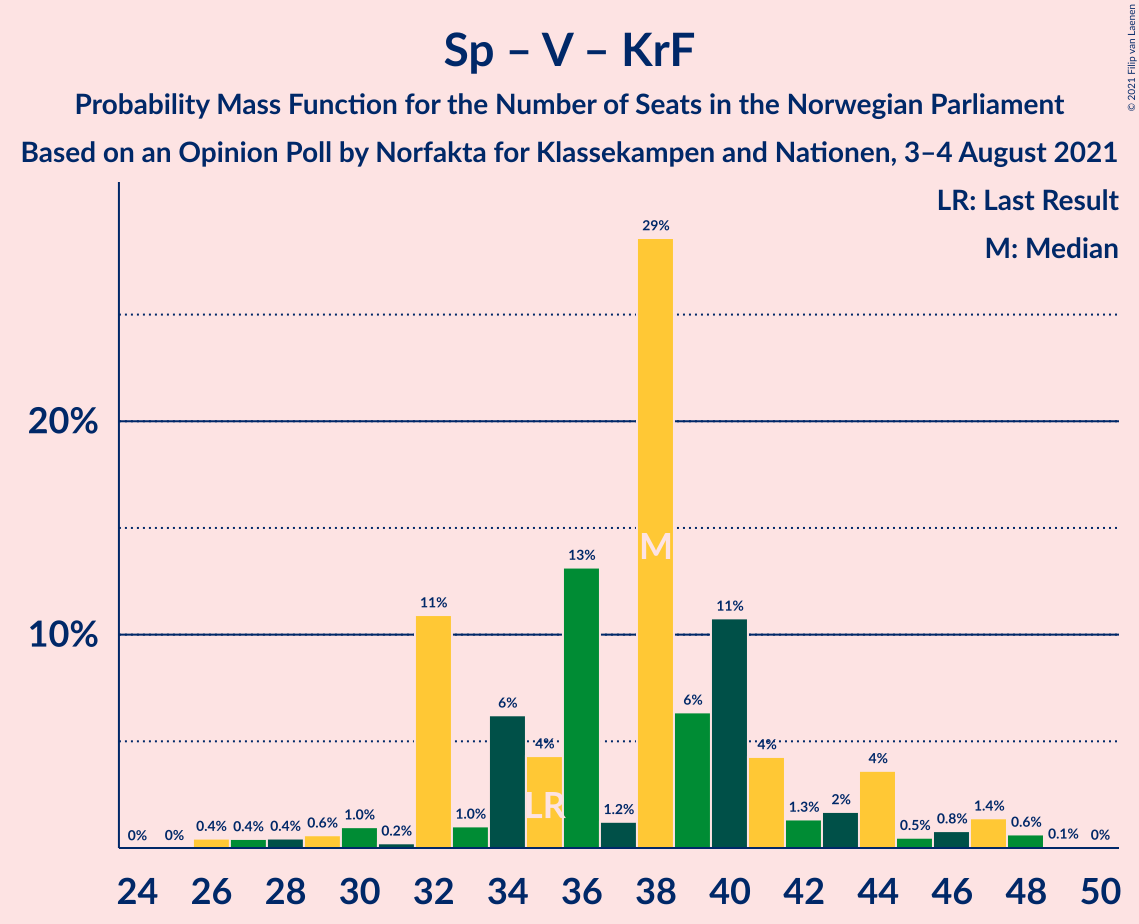 © 2021 Filip van Laenen
Sp – V – KrF
Probability Mass Function for the Number of Seats in the Norwegian Parliament
Based on an Opinion Poll by Norfakta for Klassekampen and Nationen, 3–4 August 2021
LR: Last Result
M: Median
20%
10%
0% 0% 0.4% 0.4% 0.4% 0.6% 1.0% 0.2% 11% 1.0% 6% 4% 13% 1.2% 29% 6% 11% 4% 1.3% 2% 4% 0.5% 0.8% 1.4% 0.6% 0.1% 0%
LR M
24 26 28 30 32 34 36 38 40 42 44 46 48 50